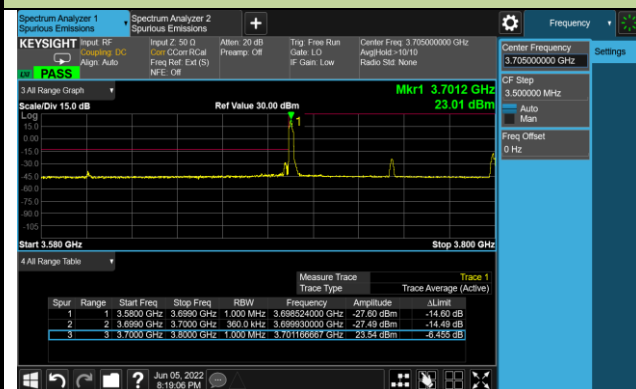 Spectrum Analyzer 1
Spurious Emissions
Spectrum Analyzer 2
Spurious Emissions
+
Frequency
KEYSIGHT
Input: RF
Coupling: DC
Align: Auto
Input Z: 50 Ω
Corr CCorr RCal
Freq Ref: Ext (S)
NFE: Off
Atten: 20 dB
Preamp: Off
Trig: Free Run
Gate: LO
IF Gain: Low
Center Freq: 3.705000000 GHz
Avg|Hold:>10/10
Radio Std: None
PASS
Center Frequency
3.705000000 GHz
Settings
CF Step
3.500000 MHz
Auto
Man
Freq Offset
0 Hz
3 All Range Graph
Mkr1 3.7012 GHz
Scale/Div 15.0 dB
Ref Value 30.00 dBm
23.01 dBm
Log
1
15.0
0.00
-15.0
-30.0
-45.0
-60.0
-75.0
-90.0
-105
Start 3.580 GHz
Stop 3.800 GHz
4 All Range Table
Measure Trace Trace 1
Trace Type Trace Average (Active)
Spur Range Start Freq Stop Freq RBW Frequency Amplitude ΔLimit
1 1 3.5800 GHz 3.6990 GHz 1.000 MHz 3.698524000 GHz -27.60 dBm -14.60 dB
2 2 3.6990 GHz 3.7000 GHz 360.0 kHz 3.699930000 GHz -27.49 dBm -14.49 dB
3 3 3.7000 GHz 3.8000 GHz 1.000 MHz 3.701166667 GHz 23.54 dBm -6.455 dB
?
Jun 05, 2022
8:19:06 PM